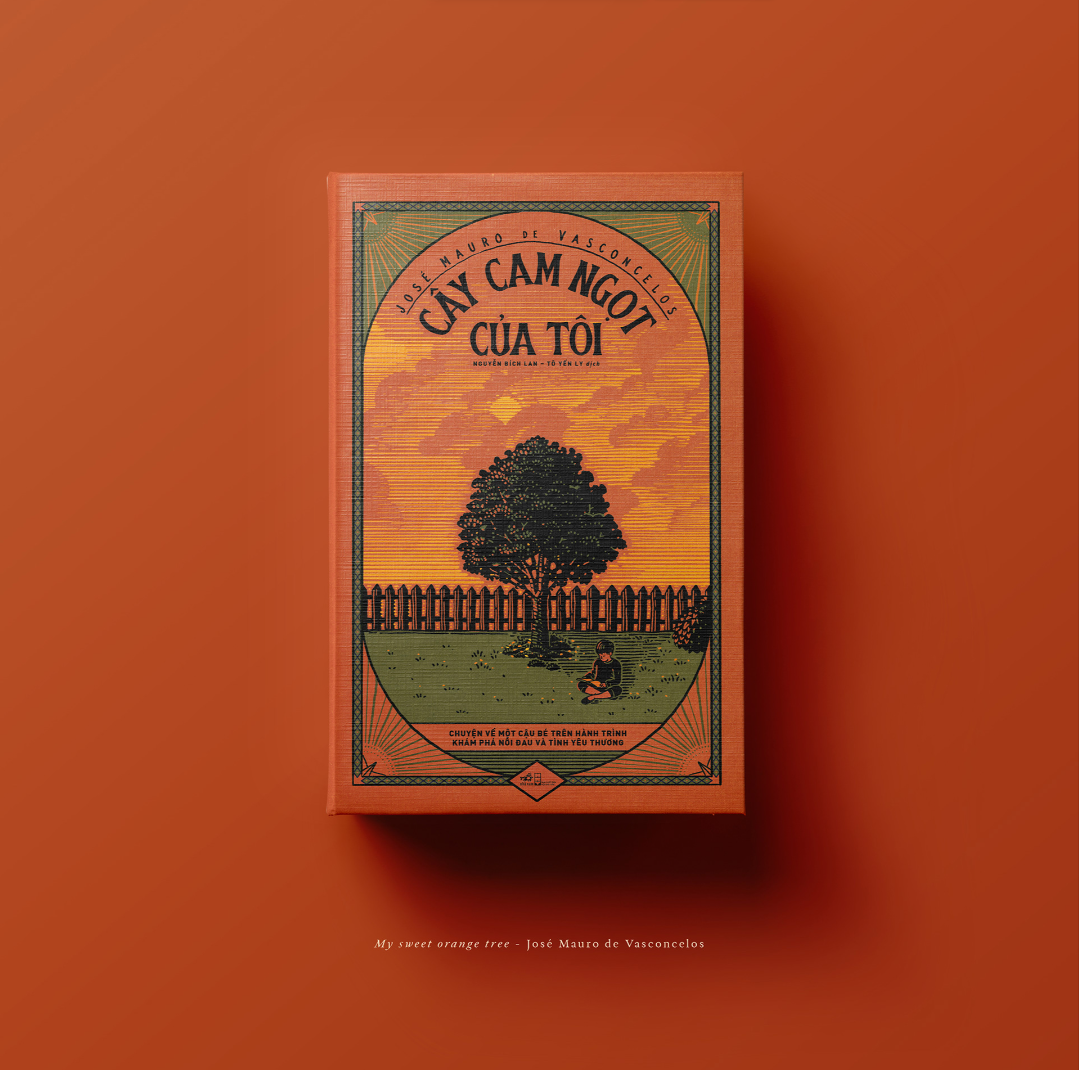 JOSÉ MAURO DE VASCONCELOS
CÂY CAM NGỌT
CỦA TÔI
NGUYỄN BÍCH LAN – TÔ YẾN LY dịch
CHUYỆN VỀ MỘT CẬU BÉ TRÊN HÀNH TRÌNH
KHÁM PHÁ NỖI ĐAU VÀ TÌNH YÊU THƯƠNG
My sweet orange tree - José Mauro de Vasconcelos